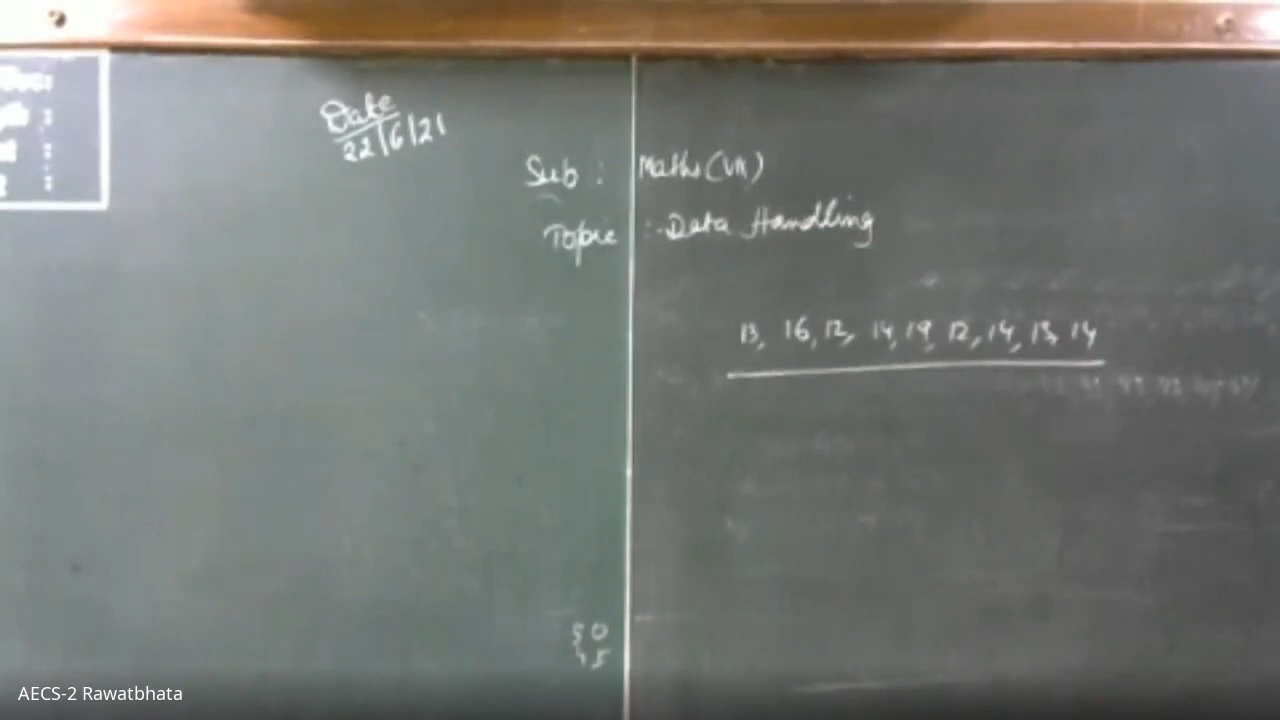 Date
22/6/21
Sub : Maths (VII)
Topic : Data Handling
13, 16, 12, 14, 19, 12, 14, 13, 14
50
45
AECS-2 Rawatbhata